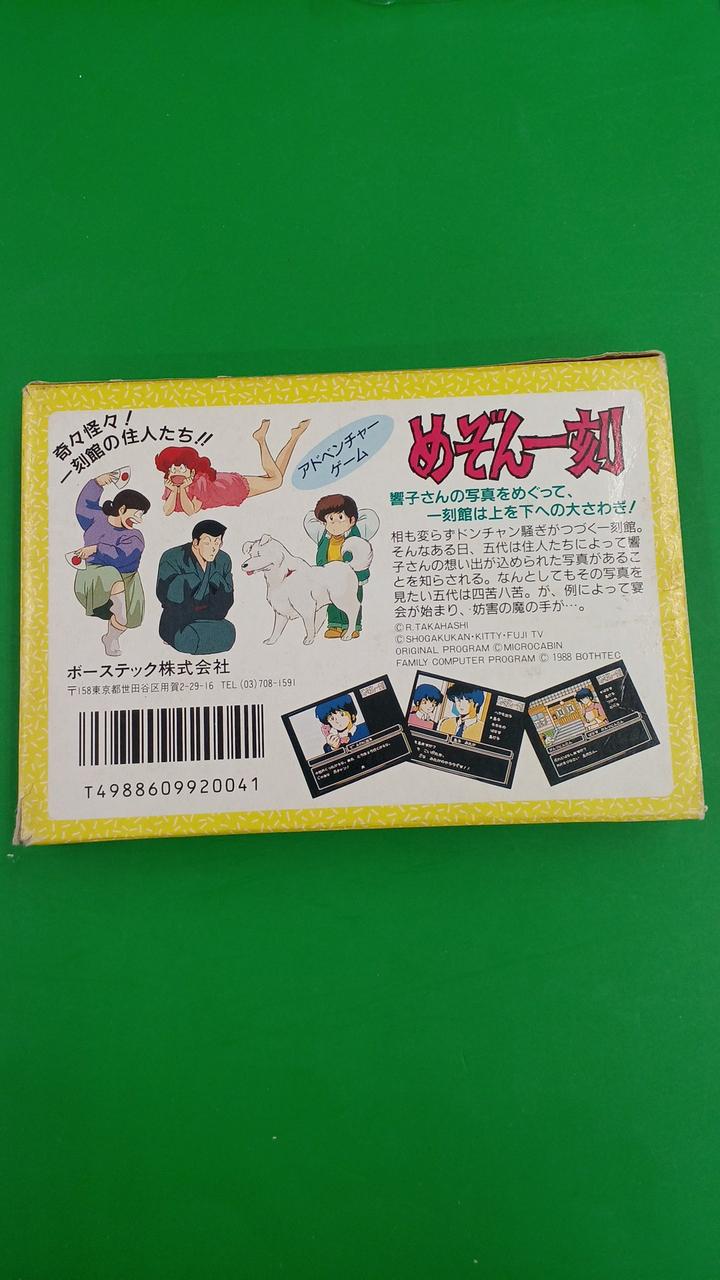 奇々怪々!
一刻館の住人たち!!
アドベンチャー
ゲーム
めぞん一刻
響子さんの写真をめぐって、
一刻館は上を下への大さわぎ!
相も変らずドンチャン騒ぎがつづく一刻館。
そんなある日、五代は住人たちによって響
子さんの想い出が込められた写真があるこ
とを知らされる。なんとしてもその写真を
見たい五代は四苦八苦。が、例によって宴
会が始まり、妨害の魔の手が…。
©R.TAKAHASHI
©SHOGAKUKAN・KITTY・FUJI TV
ORIGINAL PROGRAM ©MICROCABIN
FAMILY COMPUTER PROGRAM © 1988 BOTHTEC
ボーステック株式会社
〒158東京都世田谷区用賀2-29-16 TEL (03)708-1591
T4988609920041